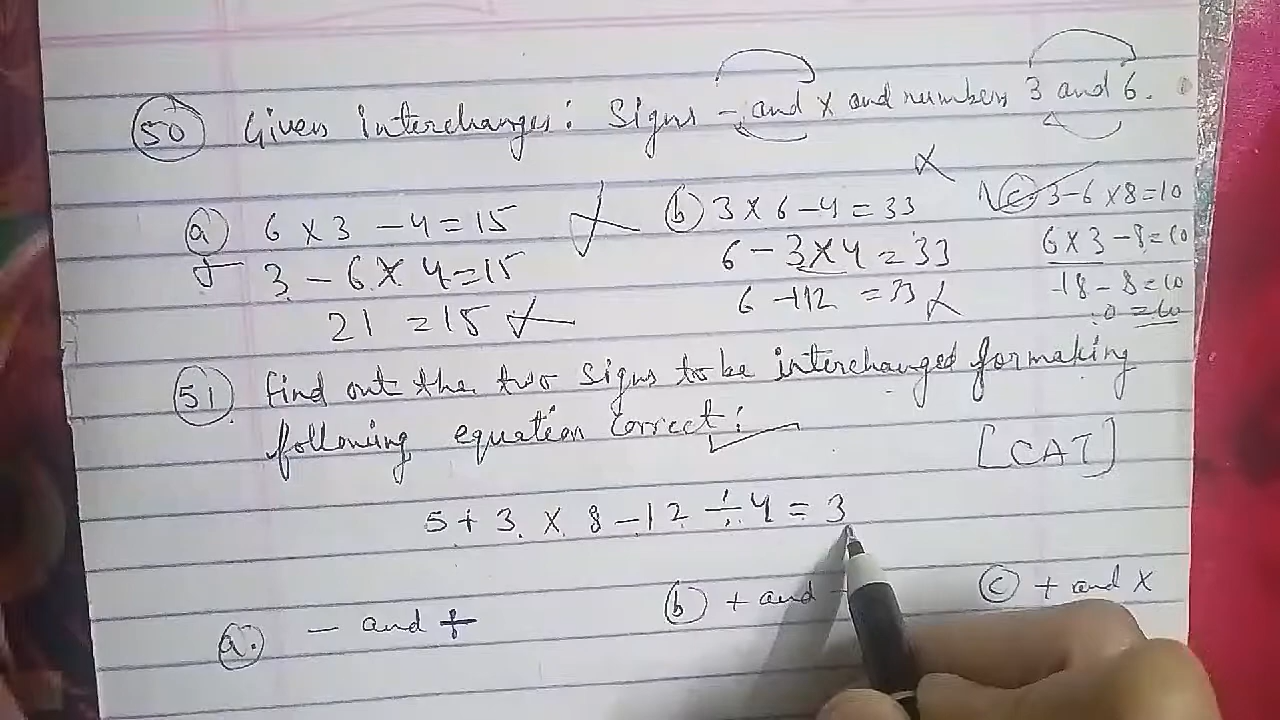 50 Given interchanges: Signs - and x and numbers 3 and 6.
a 6 x 3 - 4 = 15
3 - 6 x 4 = 15
21 = 15
b 3 x 6 - 4 = 33
6 - 3 x 4 = 33
6 - 12 = 33
c 3 - 6 x 8 = 10
6 x 3 - 8 = 10
18 - 8 = 10
51 Find out the two signs to be interchanged for making
following equation correct:
[CAT]
5 + 3 x 8 - 12 ÷ 4 = 3
a. - and
b + and
c + and x